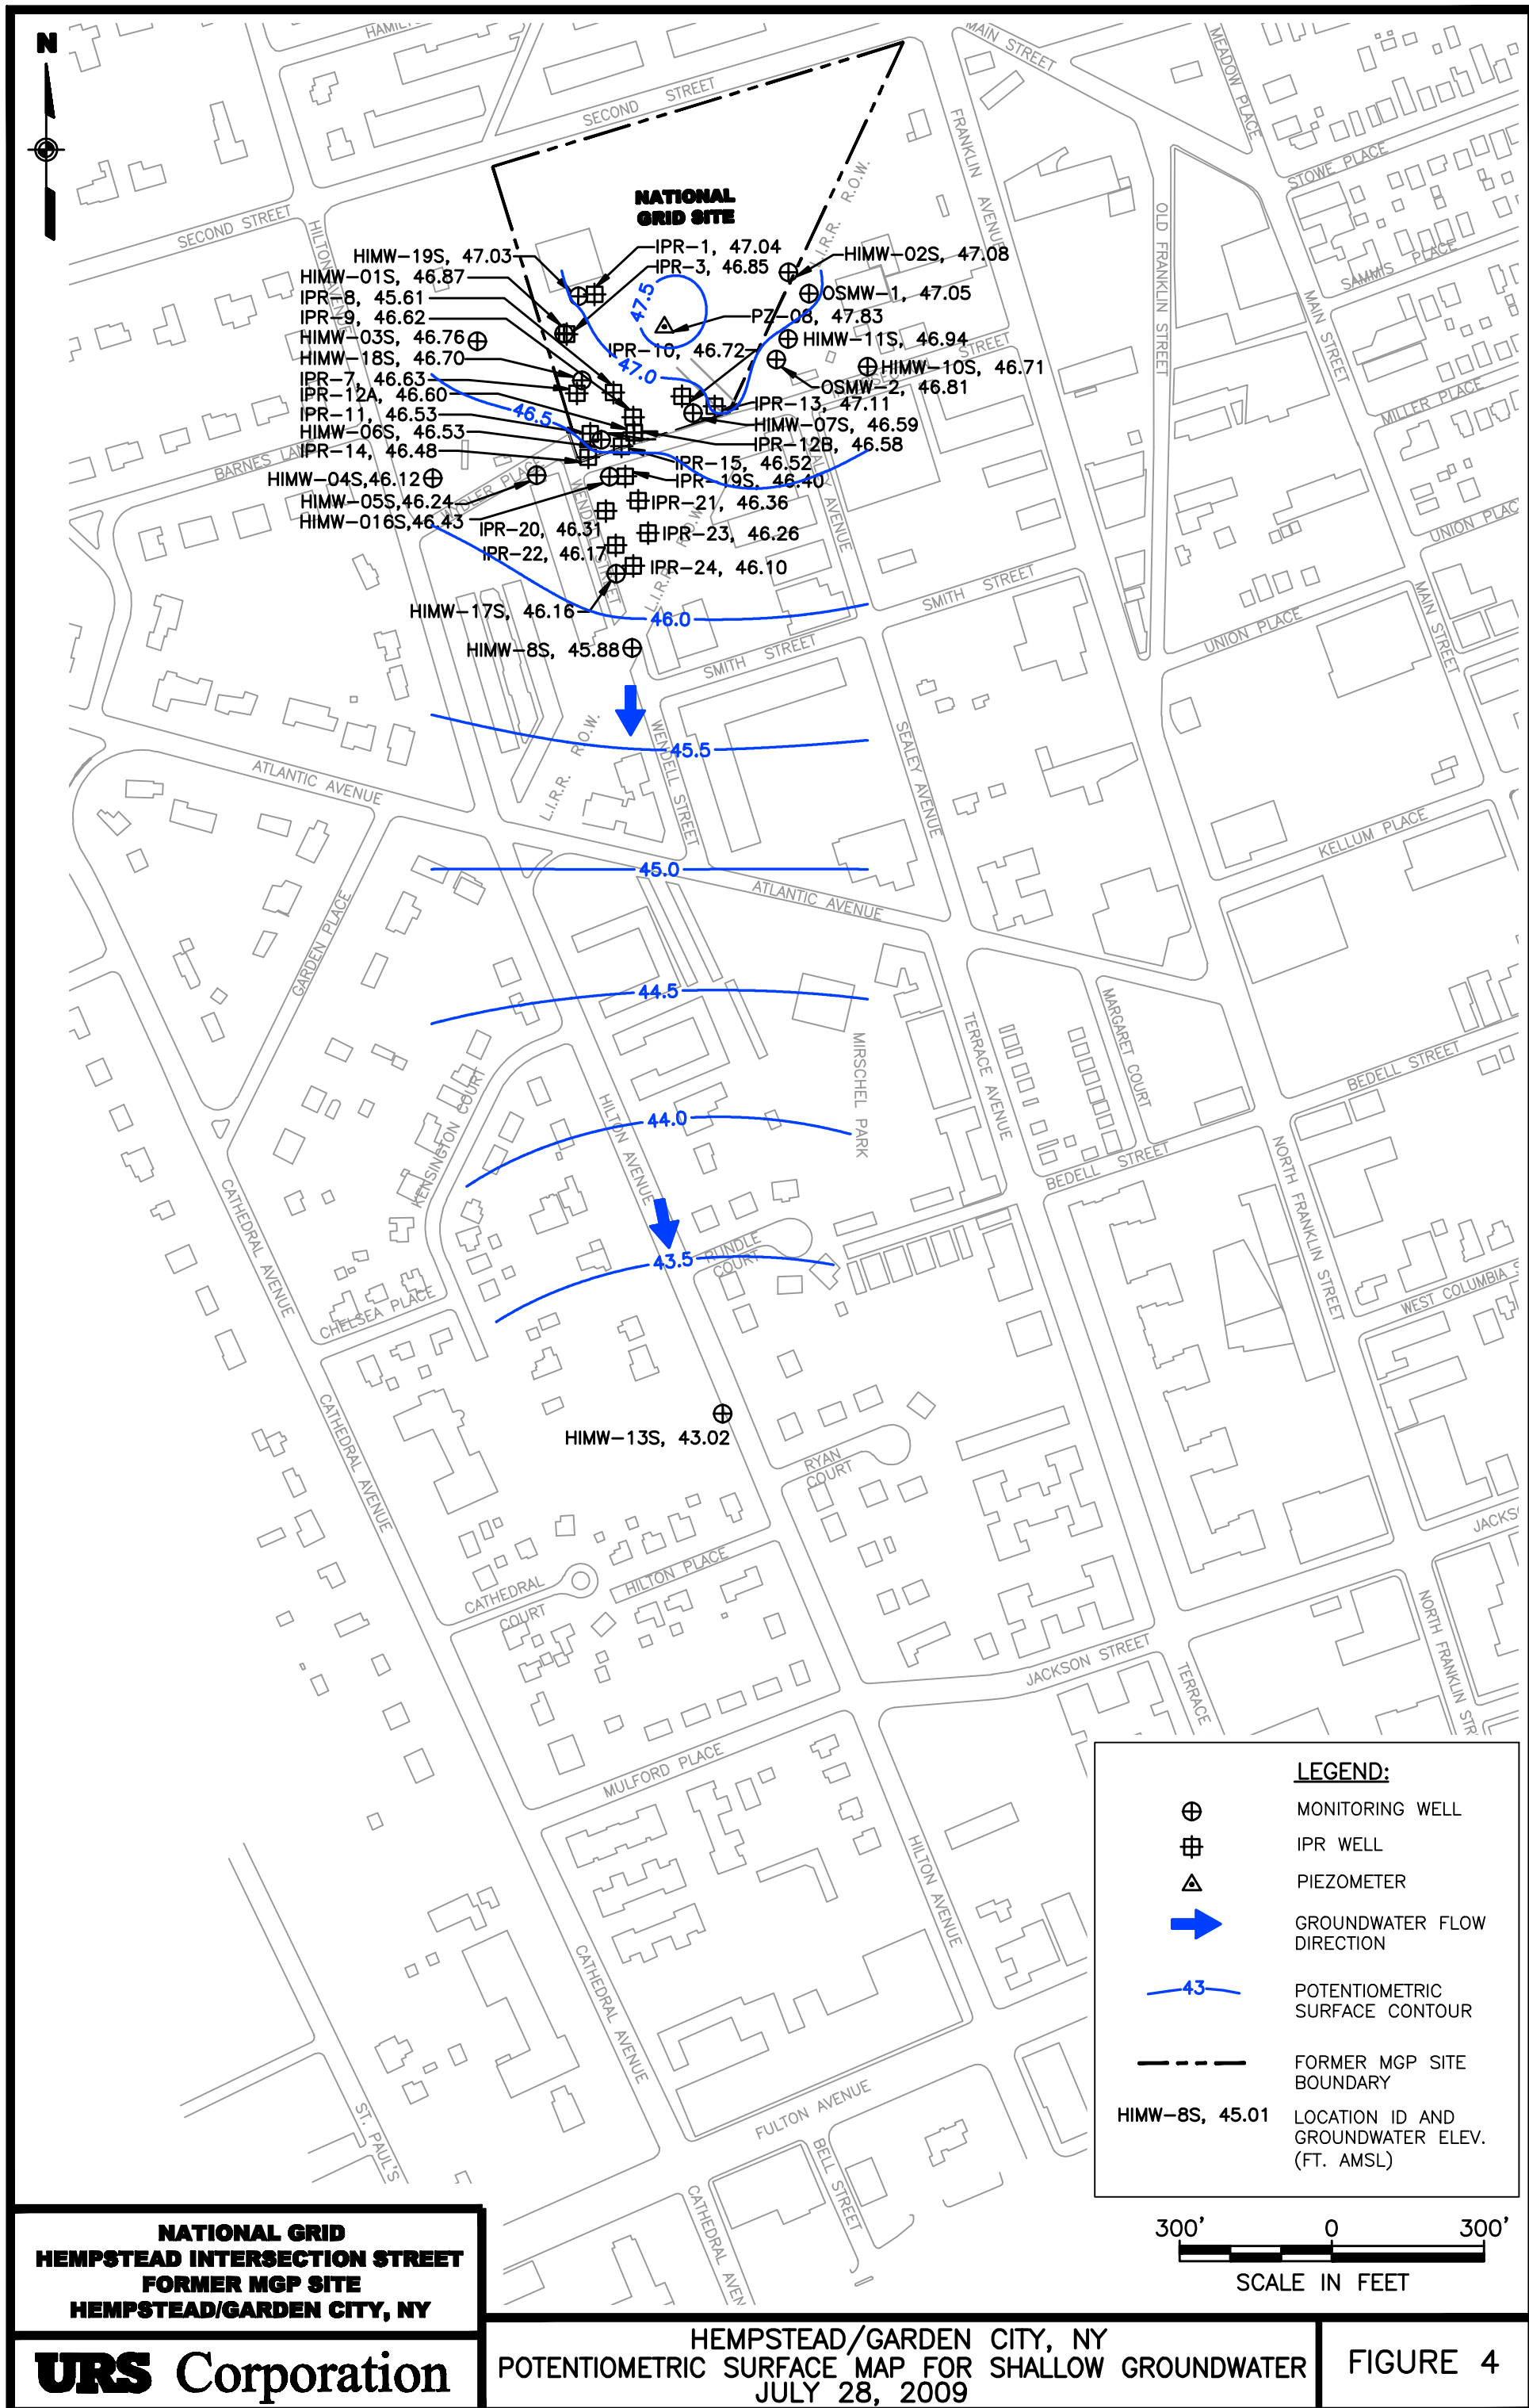 N
HAMIL
SECOND STREET
MAIN STREET
MEADOW PLACE
FRANKLIN AVENUE
STOWE PLACE
SECOND STREET
HILTON AVENUE
NATIONAL
GRID SITE
L.I.R.R. R.O.W.
OLD FRANKLIN STREET
SAMMIS PLACE
MAIN STREET
HIMW-19S, 47.03
IPR-1, 47.04
HIMW-02S, 47.08
HIMW-01S, 46.87
IPR-3, 46.85
IPR-8, 45.61
47.5
OSMW-1, 47.05
IPR-9, 46.62
PZ-08, 47.83
HIMW-03S, 46.76
HIMW-11S, 46.94
STREET
HIMW-18S, 46.70
IPR-10, 46.72
47.0
HIMW-10S, 46.71
IPR-7, 46.63
OSMW-2, 46.81
IPR-12A, 46.60
IPR-13, 47.11
IPR-11, 46.53
46.5
HIMW-07S, 46.59
MILLER PLACE
HIMW-06S, 46.53
IPR-12B, 46.58
IPR-14, 46.48
IPR-15, 46.52
BARNES LAN
HIMW-04S,46.12
IPR-19S, 46.40
HIMW-05S,46.24
IPR-21, 46.36
HIMW-016S,46.43
IPR-20, 46.31
IPR-23, 46.26
UNION PLAC
IPR-22, 46.17
IPR-24, 46.10
SMITH STREET
HIMW-17S, 46.16
46.0
UNION PLACE
MAIN STREET
HIMW-8S, 45.88
SMITH STREET
L.I.R.R. R.O.W.
WENDELL STREET
45.5
SEALEY AVENUE
ATLANTIC AVENUE
KELLUM PLACE
45.0
ATLANTIC AVENUE
GARDEN PLACE
44.5
MIRSCHEL PARK
TERRACE AVENUE
MARGARET COURT
BEDELL STREET
KENSINGTON COURT
HILTON AVENUE
44.0
BEDELL STREET
NORTH FRANKLIN STREET
CATHEDRAL AVENUE
43.5
RUNDLE
COURT
WEST COLUMBIA S
CHELSEA PLACE
CATHEDRAL AVENUE
HIMW-13S, 43.02
RYAN
COURT
JACKS
CATHEDRAL
COURT
HILTON PLACE
NORTH FRANKLIN STR
JACKSON STREET
TERRACE
MULFORD PLACE
HILTON AVENUE
CATHEDRAL AVENUE
FULTON AVENUE
BELL STREET
ST. PAUL'S
CATHEDRAL AVEN
LEGEND:
MONITORING WELL
IPR WELL
PIEZOMETER
GROUNDWATER FLOW
DIRECTION
43
POTENTIOMETRIC
SURFACE CONTOUR
FORMER MGP SITE
BOUNDARY
HIMW-8S, 45.01
LOCATION ID AND
GROUNDWATER ELEV.
(FT. AMSL)
300' 0 300'
SCALE IN FEET
NATIONAL GRID
HEMPSTEAD INTERSECTION STREET
FORMER MGP SITE
HEMPSTEAD/GARDEN CITY, NY
URS Corporation
HEMPSTEAD/GARDEN CITY, NY
POTENTIOMETRIC SURFACE MAP FOR SHALLOW GROUNDWATER
JULY 28, 2009
FIGURE 4